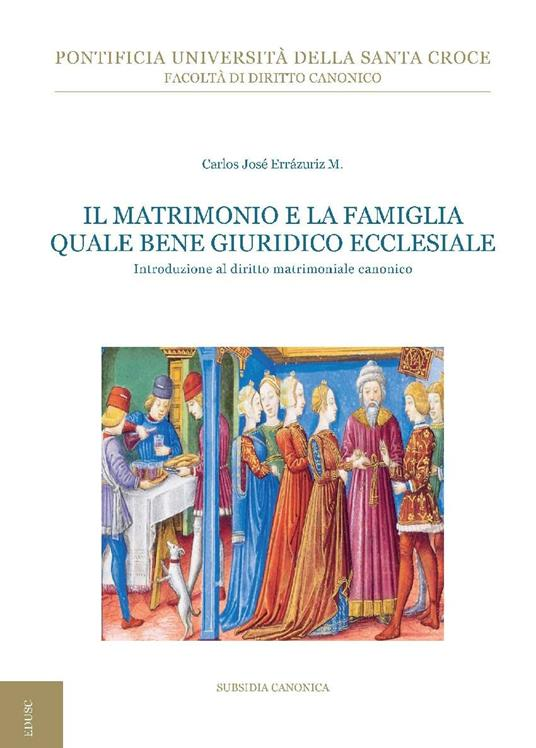 PONTIFICIA UNIVERSITÀ DELLA SANTA CROCE
FACOLTÀ DI DIRITTO CANONICO
Carlos José Errázuriz M.
IL MATRIMONIO E LA FAMIGLIA
QUALE BENE GIURIDICO ECCLESIALE
Introduzione al diritto matrimoniale canonico
SUBSIDIA CANONICA
EDUSC